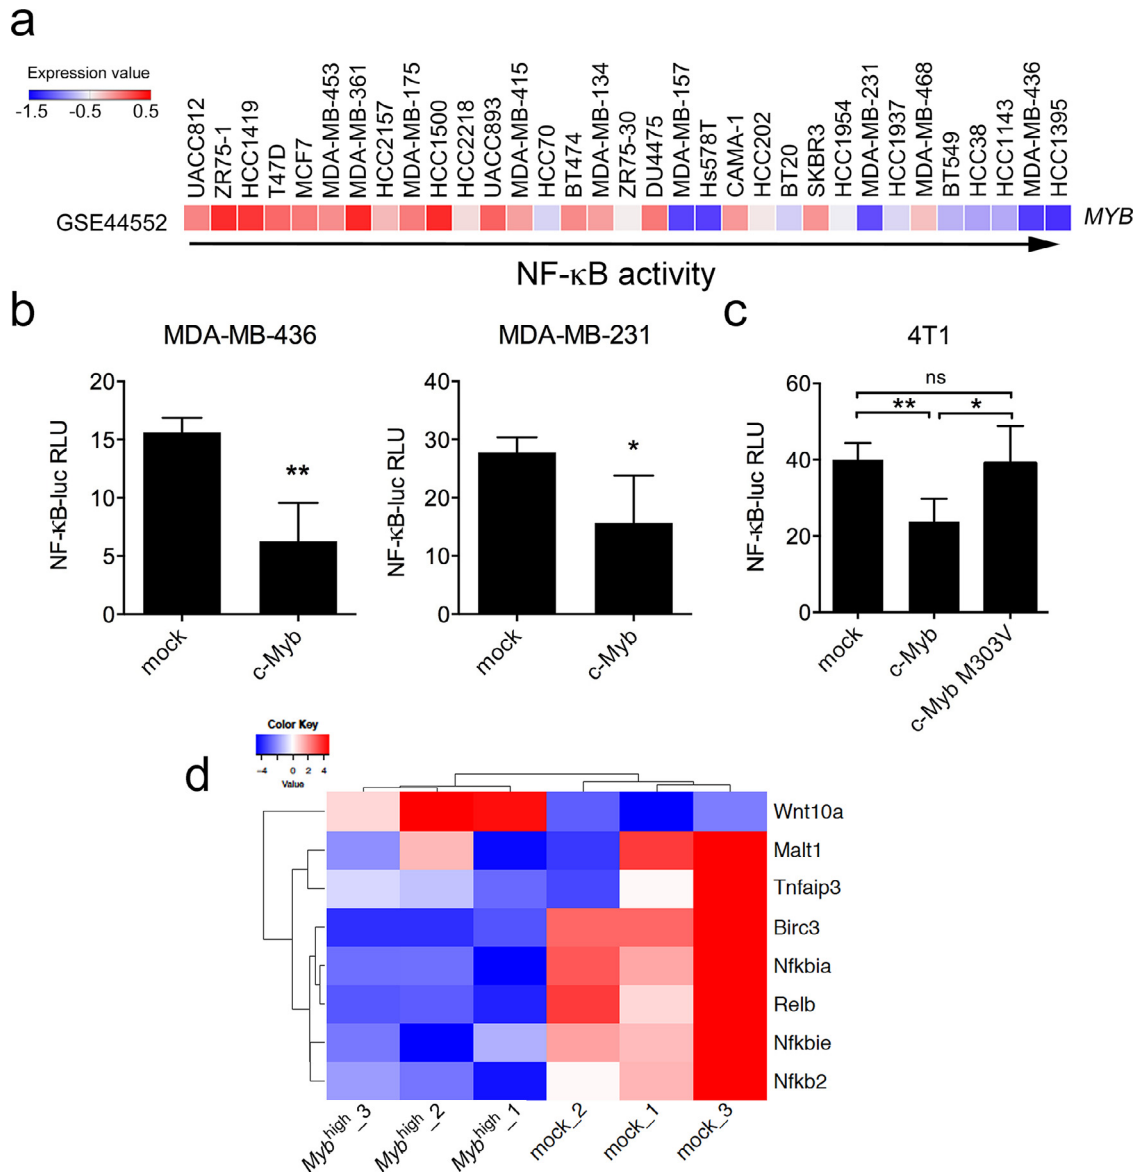 a
Expression value
-1.5 -0.5 0.5
UACC812
ZR75-1
HCC1419
T47D
MCF7
MDA-MB-453
MDA-MB-361
HCC2157
MDA-MB-175
HCC1500
HCC2218
UACC893
MDA-MB-415
HCC70
BT474
MDA-MB-134
ZR75-30
DU4475
MDA-MB-157
Hs578T
CAMA-1
HCC202
BT20
SKBR3
HCC1954
MDA-MB-231
HCC1937
MDA-MB-468
BT549
HCC38
HCC1143
MDA-MB-436
HCC1395
GSE44552 MYB
NF-κB activity
b
MDA-MB-436
NF-κB-luc RLU
20
15
10
5
0
**
mock
c-Myb
MDA-MB-231
NF-κB-luc RLU
40
30
20
10
0
*
mock
c-Myb
c
4T1
NF-κB-luc RLU
60
40
20
0
ns
** *
mock
c-Myb
c-Myb M303V
d
Color Key
-4 0 2 4
Value
Wnt10a
Malt1
Tnfaip3
Birc3
Nfkbia
Relb
Nfkbie
Nfkb2
Myb^high_3
Myb^high_2
Myb^high_1
mock_2
mock_1
mock_3